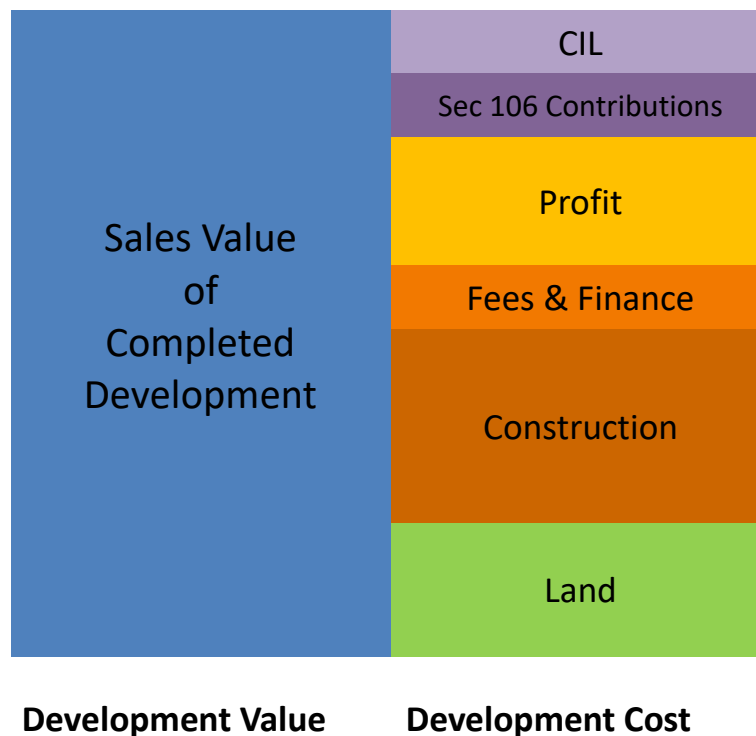 Sales Value
of
Completed
Development
CIL
Sec 106 Contributions
Profit
Fees & Finance
Construction
Land
Development Value
Development Cost